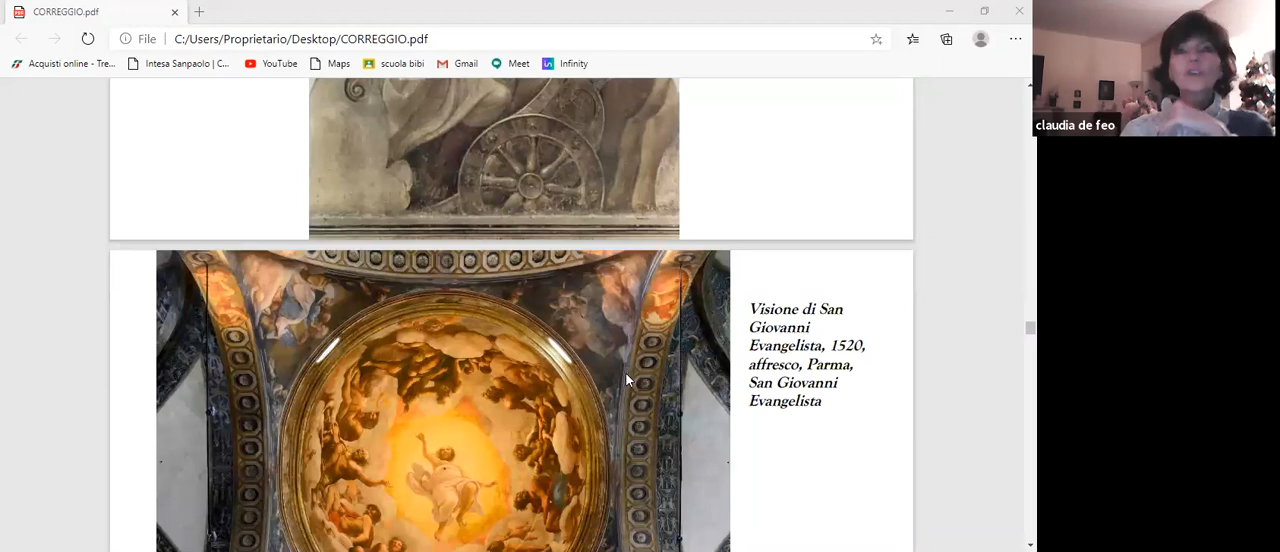 CORREGGIO.pdf
File
C:/Users/Proprietario/Desktop/CORREGGIO.pdf
Acquisti online - Tre...
Intesa Sanpaolo | C...
YouTube
Maps
scuola bibi
Gmail
Meet
Infinity
claudia de feo
Visione di San
Giovanni
Evangelista, 1520,
affresco, Parma,
San Giovanni
Evangelista